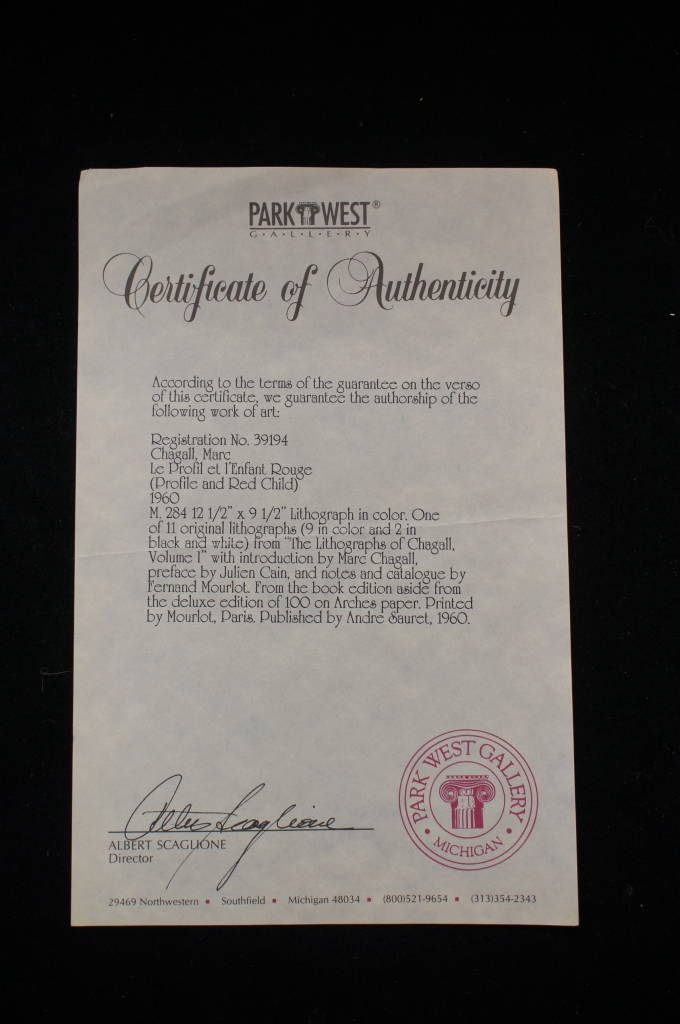 PARK WEST®
G·A·L·L·E·R·Y
Certificate of Authenticity
According to the terms of the guarantee on the verso
of this certificate, we guarantee the authorship of the
following work of art:
Registration No. 39194
Chagall, Marc
Le Profil et l'Enfant Rouge
(Profile and Red Child)
1960
M. 284 12 1/2" x 9 1/2" Lithograph in color. One
of 11 original lithographs (9 in color and 2 in
black and white) from "The Lithographs of Chagall,
Volume I" with introduction by Marc Chagall,
preface by Julien Cain, and notes and catalogue by
Fernand Mourlot. From the book edition aside from
the deluxe edition of 100 on Arches paper. Printed
by Mourlot, Paris. Published by Andre Sauret, 1960.
PARK WEST GALLERY
• MICHIGAN •
Albert Scaglione
ALBERT SCAGLIONE
Director
29469 Northwestern ▪ Southfield ▪ Michigan 48034 ▪ (800)521-9654 ▪ (313)354-2343